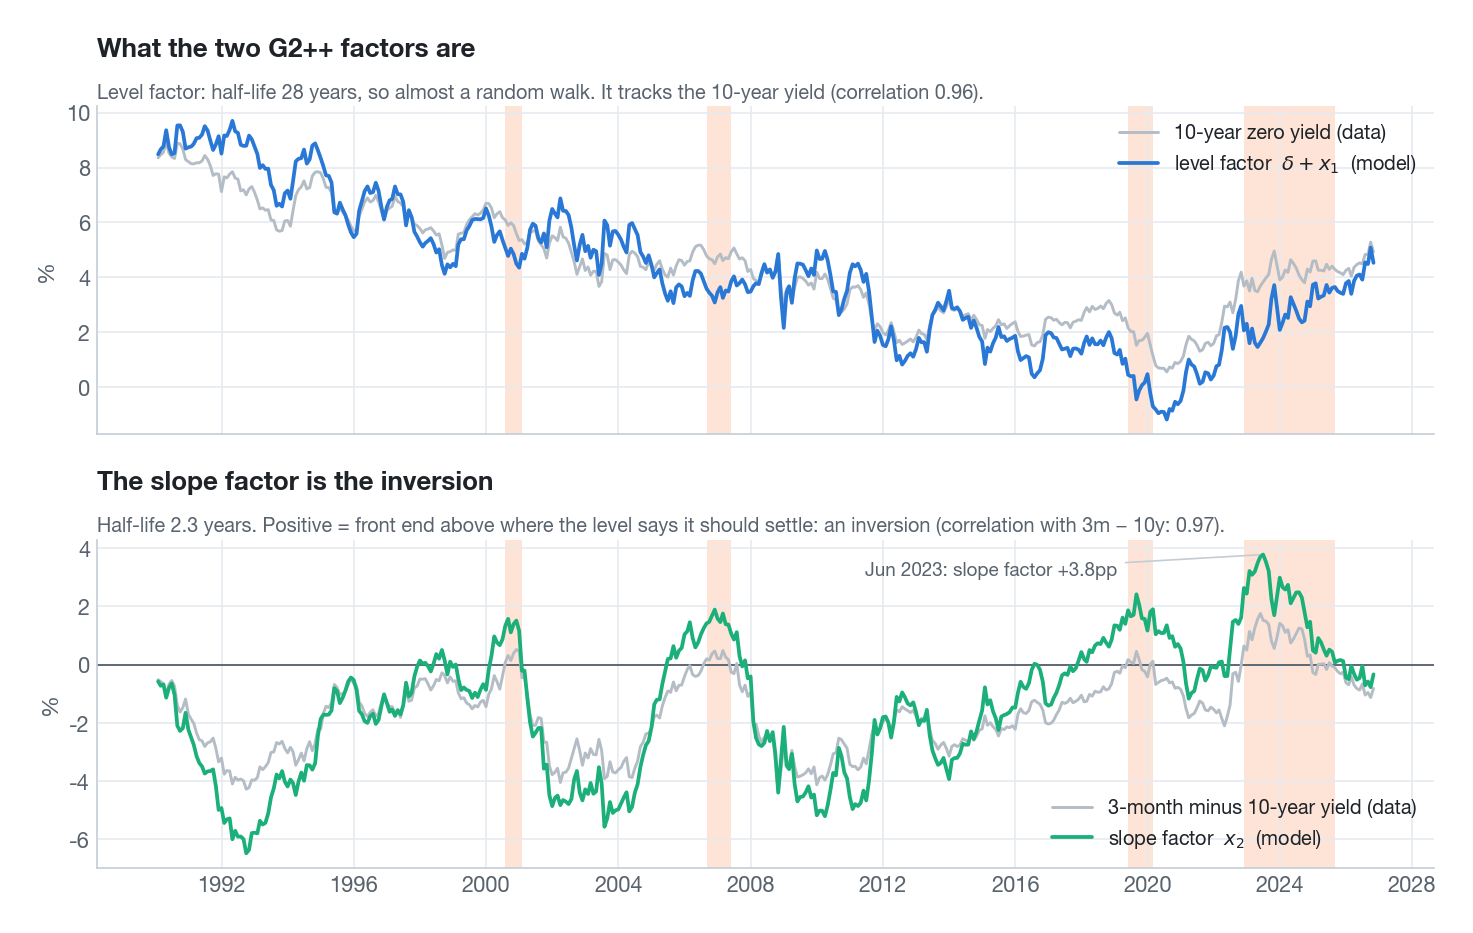 What the two G2++ factors are
Level factor: half-life 28 years, so almost a random walk. It tracks the 10-year yield (correlation 0.96).
10
8
6
4
2
0
%
10-year zero yield (data)
level factor δ + x₁ (model)
The slope factor is the inversion
Half-life 2.3 years. Positive = front end above where the level says it should settle: an inversion (correlation with 3m − 10y: 0.97).
4
2
0
-2
-4
-6
%
Jun 2023: slope factor +3.8pp
3-month minus 10-year yield (data)
slope factor x₂ (model)
1992 1996 2000 2004 2008 2012 2016 2020 2024 2028